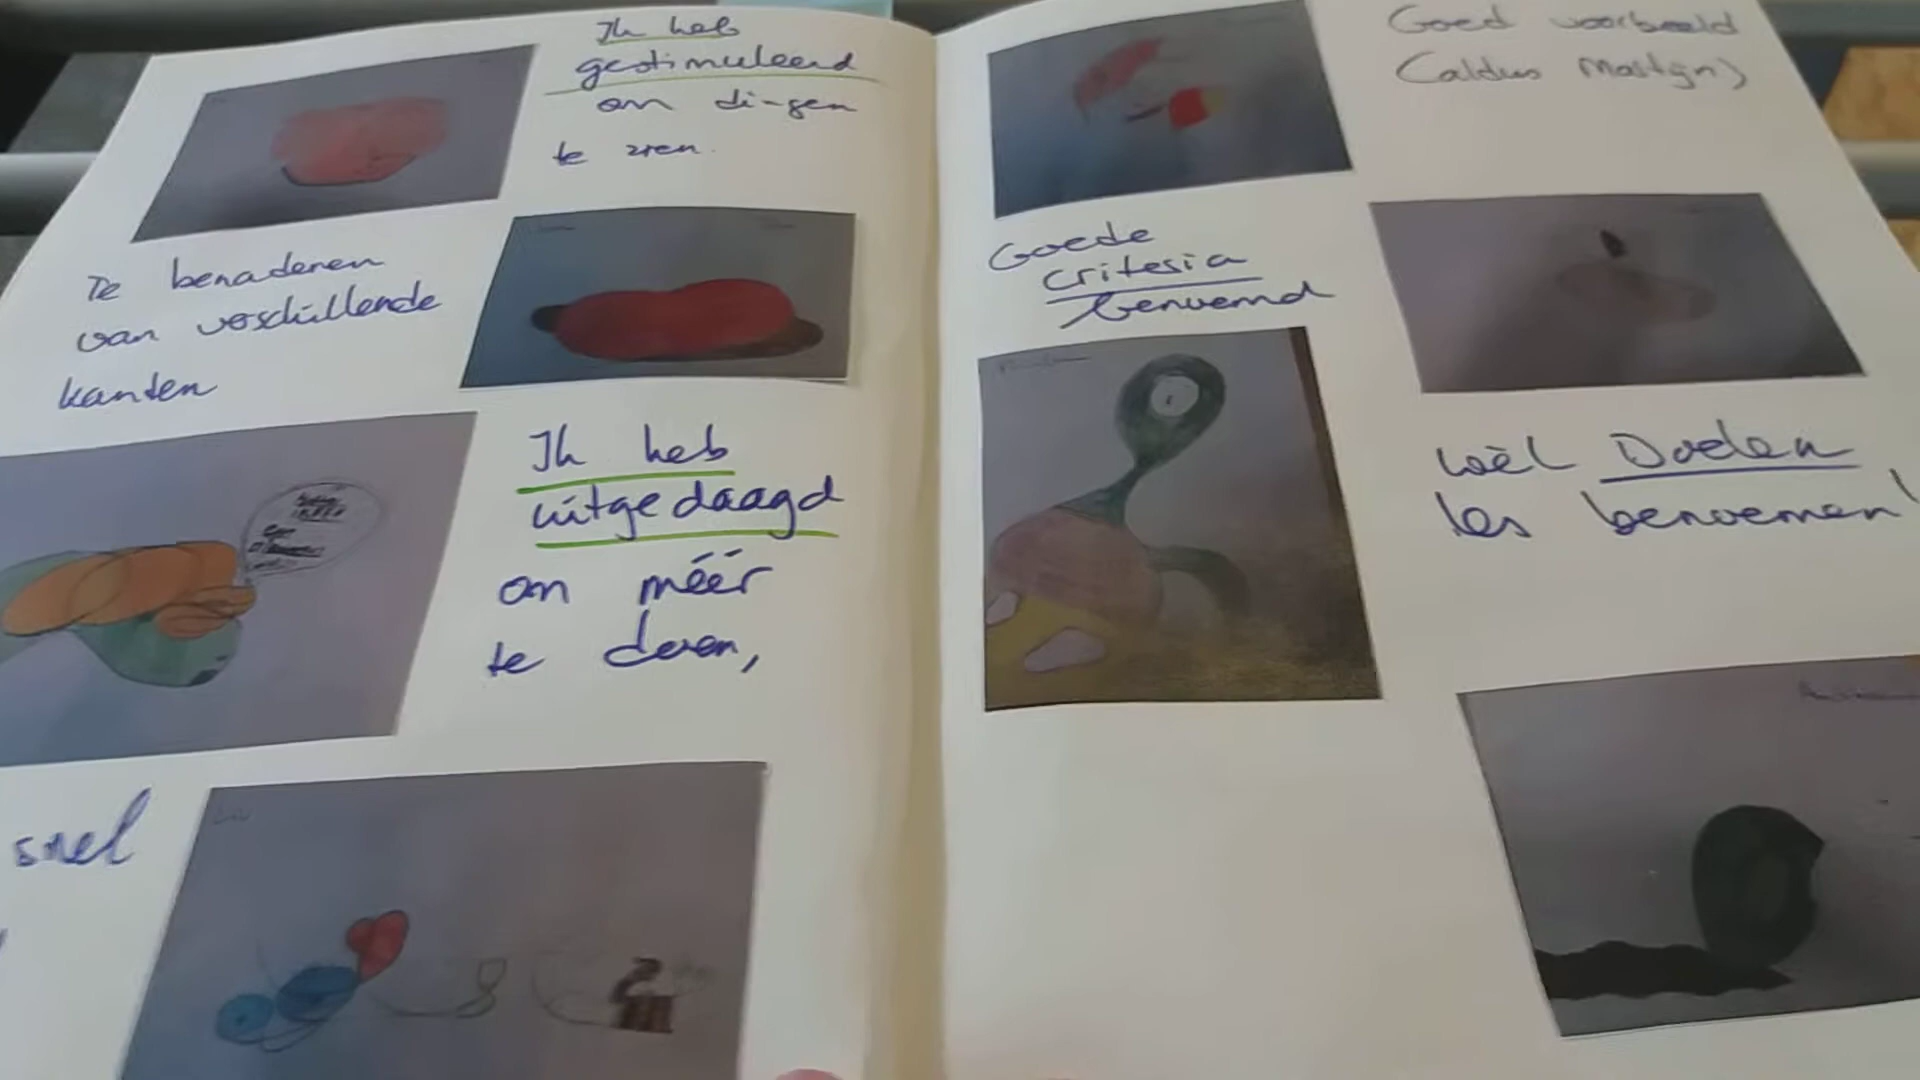 Ik heb
gestimuleerd
om dingen
te zien.
Te benaderen
van verschillende
kanten
Ik heb
uitgedaagd
om méér
te doen,
snel
Goed voorbeeld
(aldus Mastijn)
Goede
criteria
benoemd
wèl Doelen
les benoemen!